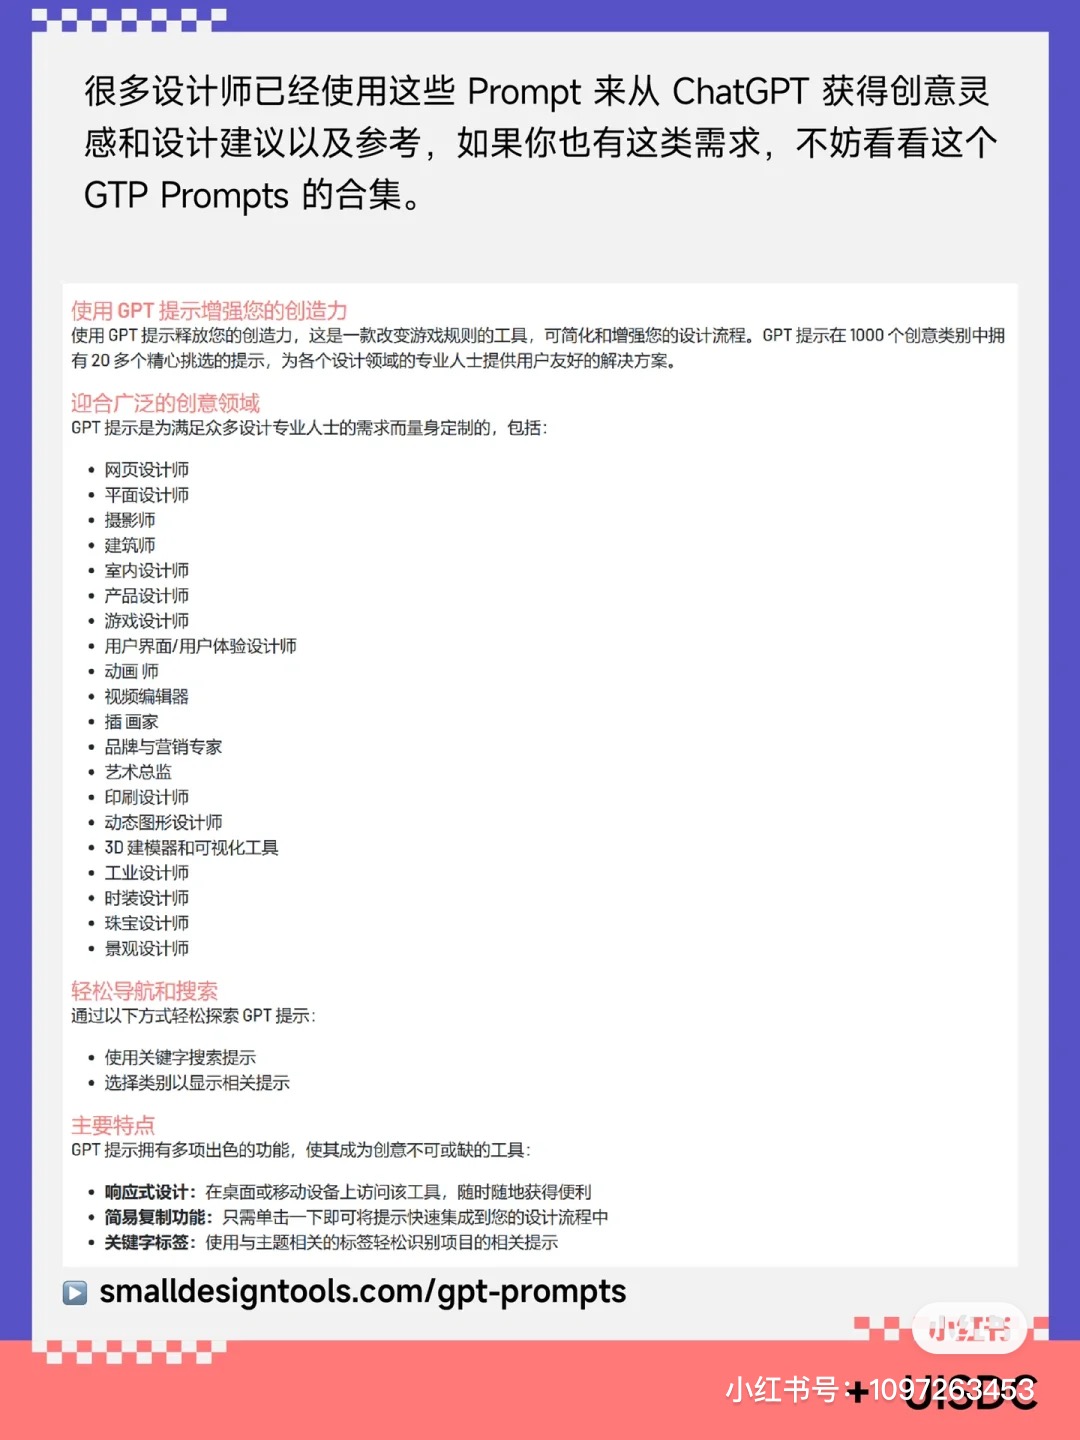 很多设计师已经使用这些 Prompt 来从 ChatGPT 获得创意灵
感和设计建议以及参考，如果你也有这类需求，不妨看看这个
GTP Prompts 的合集。
使用 GPT 提示增强您的创造力
使用 GPT 提示释放您的创造力，这是一款改变游戏规则的工具，可简化和增强您的设计流程。GPT 提示在 1000 个创意类别中拥
有 20 多个精心挑选的提示，为各个设计领域的专业人士提供用户友好的解决方案。
迎合广泛的创意领域
GPT 提示是为满足众多设计专业人士的需求而量身定制的，包括：
• 网页设计师
• 平面设计师
• 摄影师
• 建筑师
• 室内设计师
• 产品设计师
• 游戏设计师
• 用户界面/用户体验设计师
• 动画 师
• 视频编辑器
• 插 画家
• 品牌与营销专家
• 艺术总监
• 印刷设计师
• 动态图形设计师
• 3D 建模器和可视化工具
• 工业设计师
• 时装设计师
• 珠宝设计师
• 景观设计师
轻松导航和搜索
通过以下方式轻松探索 GPT 提示：
• 使用关键字搜索提示
• 选择类别以显示相关提示
主要特点
GPT 提示拥有多项出色的功能，使其成为创意不可或缺的工具：
• 响应式设计：在桌面或移动设备上访问该工具，随时随地获得便利
• 简易复制功能：只需单击一下即可将提示快速集成到您的设计流程中
• 关键字标签：使用与主题相关的标签轻松识别项目的相关提示
smalldesigntools.com/gpt-prompts
小红书
小红书号：1097263453
+ UISDC